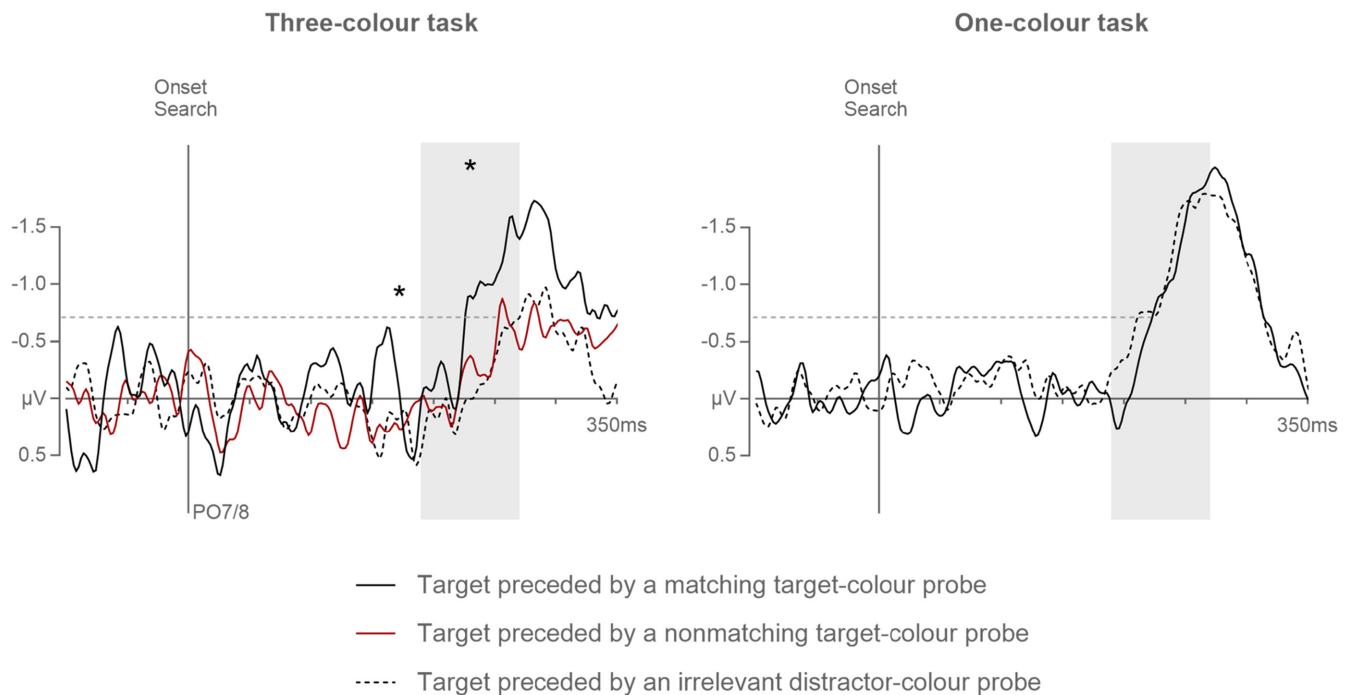 Three-colour task
One-colour task
Onset
Search
Onset
Search
*
*
-1.5
-1.0
-0.5
µV
0.5
350ms
PO7/8
-1.5
-1.0
-0.5
µV
0.5
350ms
Target preceded by a matching target-colour probe
Target preceded by a nonmatching target-colour probe
Target preceded by an irrelevant distractor-colour probe